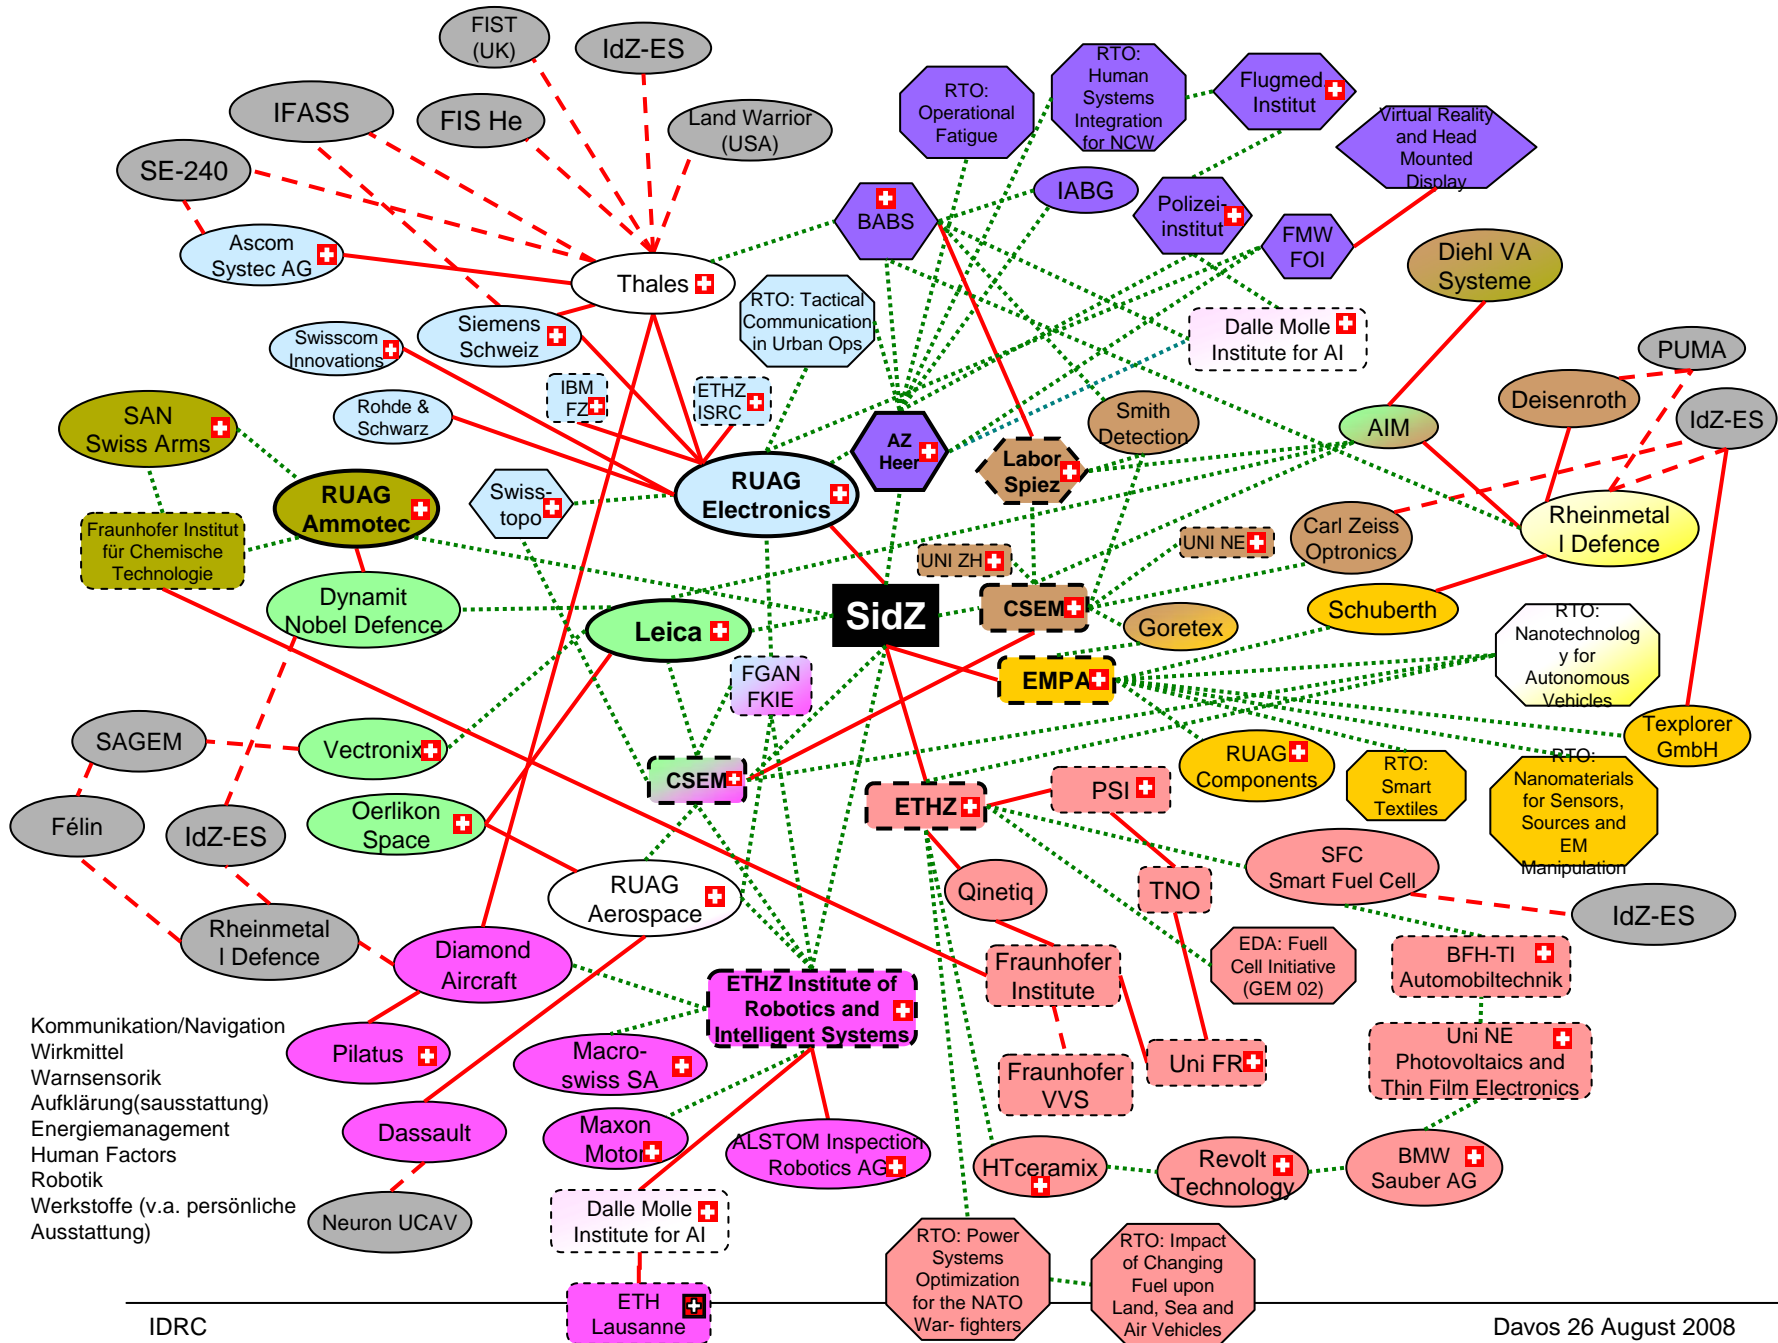 FIST
(UK)
IdZ-ES
RTO:
Human
Systems
Integration
for NCW
RTO:
Operational
Fatigue
Flugmed.
Institut
IFASS
FIS He
Land Warrior
(USA)
Virtual Reality
and Head
Mounted
Display
SE-240
IABG
BABS
Polizei-
institut
FMW
FOI
Ascom
Systec AG
Thales
Diehl VA
Systeme
RTO: Tactical
Communication
in Urban Ops
Swisscom
Innovations
Siemens
Schweiz
Dalle Molle
Institute for AI
PUMA
IBM
FZ
ETHZ
ISRC
Deisenroth
IdZ-ES
SAN
Swiss Arms
Rohde &
Schwarz
Smith
Detection
AIM
AZ
Heer
Labor
Spiez
RUAG
Ammotec
Swiss-
topo
RUAG
Electronics
Fraunhofer Institut
für Chemische
Technologie
Carl Zeiss
Optronics
Rheinmetal
l Defence
UNI ZH
UNI NE
Dynamit
Nobel Defence
Leica
SidZ
CSEM
Goretex
Schuberth
RTO:
Nanotechnolog
y for
Autonomous
Vehicles
FGAN
FKIE
EMPA
SAGEM
Vectronix
CSEM
RUAG
Components
RTO:
Smart
Textiles
RTO:
Nanomaterials
for Sensors,
Sources and
EM
Manipulation
Texplorer
GmbH
Félin
IdZ-ES
Oerlikon
Space
ETHZ
PSI
SFC
Smart Fuel Cell
RUAG
Aerospace
Qinetiq
TNO
IdZ-ES
Rheinmetal
l Defence
Diamond
Aircraft
EDA: Fuell
Cell Initiative
(GEM 02)
BFH-TI
Automobiltechnik
ETHZ Institute of
Robotics and
Intelligent Systems
Fraunhofer
Institute
Kommunikation/Navigation
Wirkmittel
Warnsensorik
Aufklärung(sausstattung)
Energiemanagement
Human Factors
Robotik
Werkstoffe (v.a. persönliche
Ausstattung)
Pilatus
Macro-
swiss SA
Fraunhofer
VVS
Uni FR
Uni NE
Photovoltaics and
Thin Film Electronics
Dassault
Maxon
Motor
ALSTOM Inspection
Robotics AG
HTceramix
Revolt
Technology
BMW
Sauber AG
Neuron UCAV
Dalle Molle
Institute for AI
RTO: Power
Systems
Optimization
for the NATO
War- fighters
RTO: Impact
of Changing
Fuel upon
Land, Sea and
Air Vehicles
ETH
Lausanne
IDRC
Davos 26 August 2008